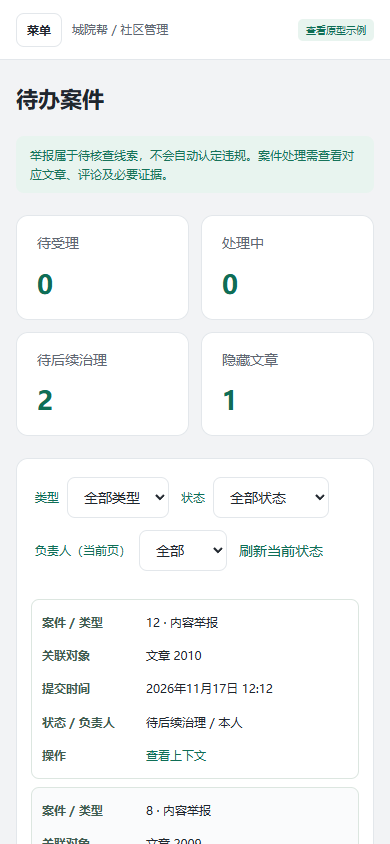 菜单 城院帮 / 社区管理 查看原型示例
待办案件
举报属于待核查线索，不会自动认定违规。案件处理需查看对
应文章、评论及必要证据。
待受理 处理中
0 0
待后续治理 隐藏文章
2 1
类型 全部类型 状态 全部状态
负责人（当前页） 全部 刷新当前状态
案件 / 类型 12 · 内容举报
关联对象 文章 2010
提交时间 2026年11月17日 12:12
状态 / 负责人 待后续治理 / 本人
操作 查看上下文
案件 / 类型 8 · 内容举报
关联对象 文章 2009